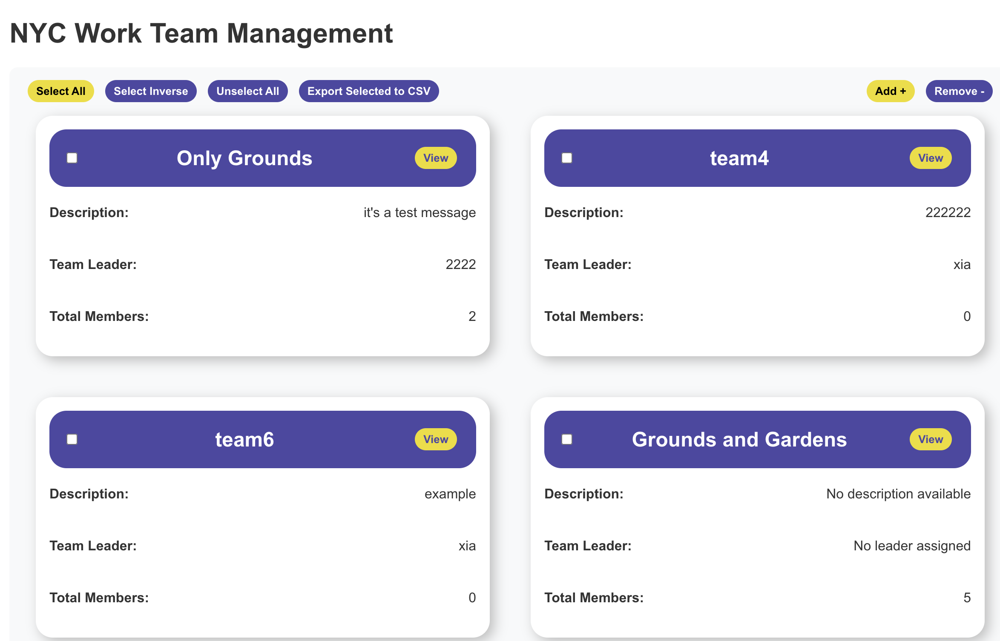 NYC Work Team Management
Select All Select Inverse Unselect All Export Selected to CSV Add + Remove -
Only Grounds View
Description: it's a test message
Team Leader: 2222
Total Members: 2
team4 View
Description: 222222
Team Leader: xia
Total Members: 0
team6 View
Description: example
Team Leader: xia
Total Members: 0
Grounds and Gardens View
Description: No description available
Team Leader: No leader assigned
Total Members: 5